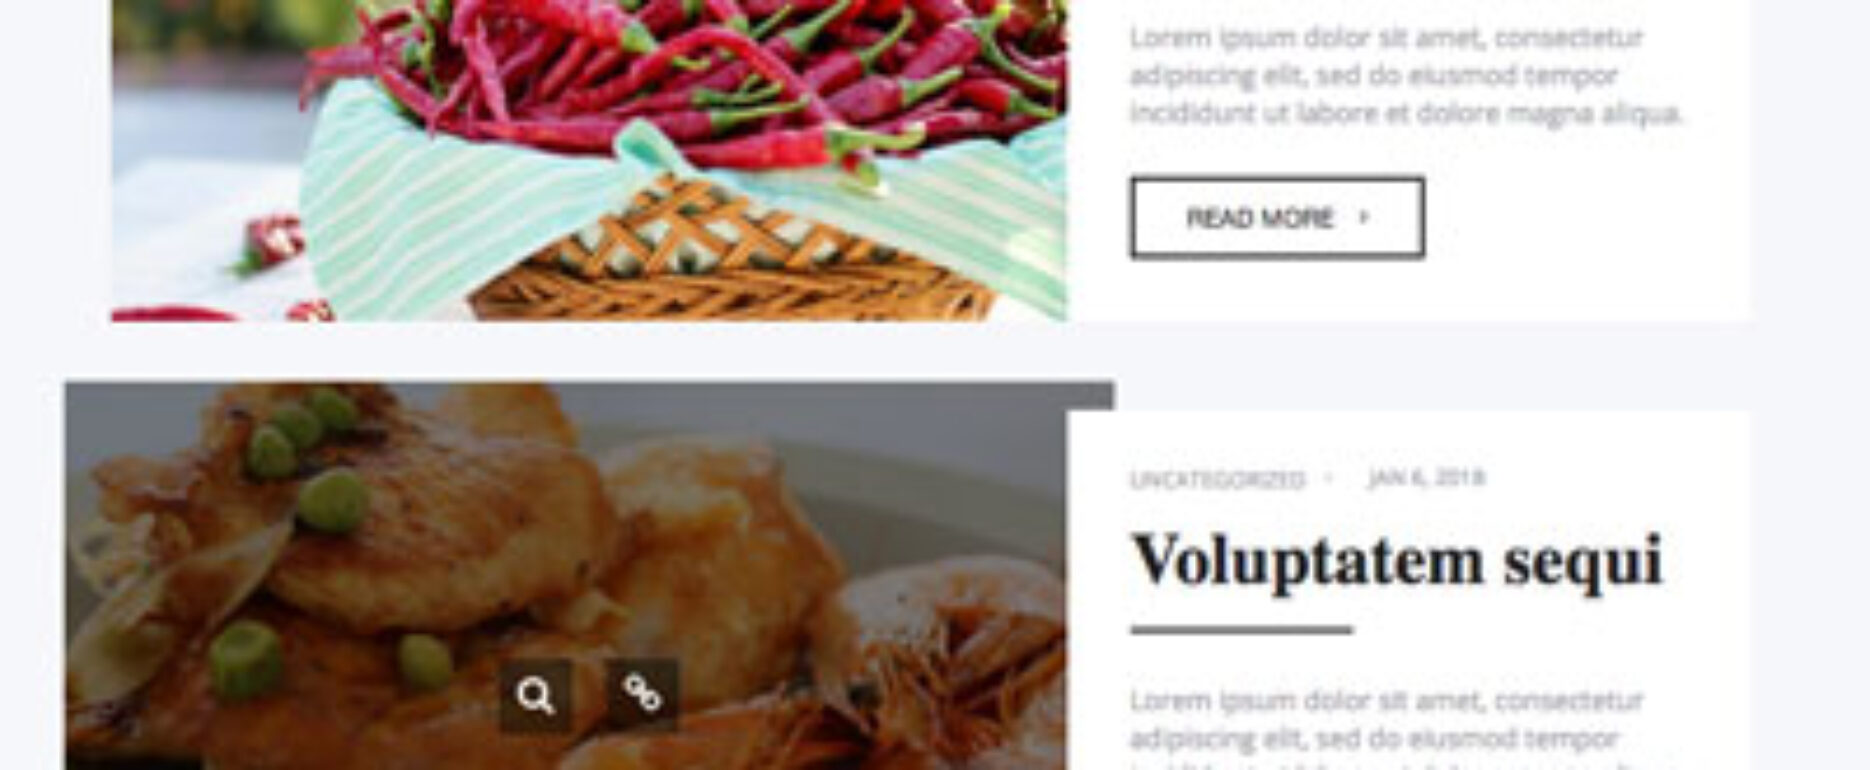 Lorem ipsum dolor sit amet, consectetur
adipiscing elit, sed do eiusmod tempor
incididunt ut labore et dolore magna aliqua.
READ MORE ›
UNCATEGORIZED • JAN 6, 2018
Voluptatem sequi
Lorem ipsum dolor sit amet, consectetur
adipiscing elit, sed do eiusmod tempor